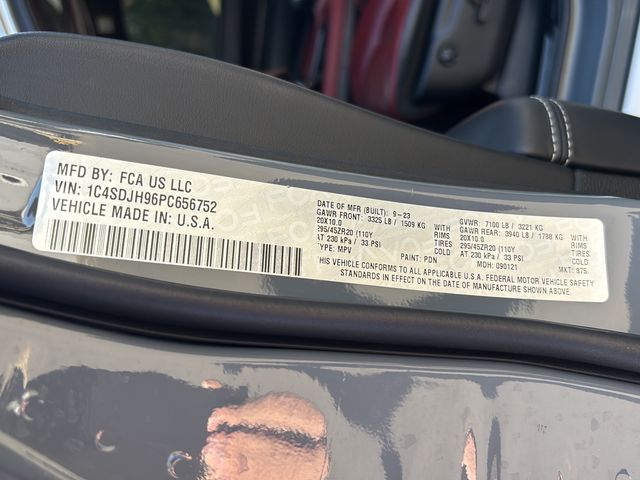 MFD BY: FCA US LLC
VIN: 1C4SDJH96PC656752
VEHICLE MADE IN: U.S.A.
DATE OF MFR (BUILT): 9-23
GAWR FRONT: 3325 LB / 1509 KG WITH
20X10.0 RIMS
295/45ZR20 (110Y) TIRES
AT 230 kPa / 33 PSI COLD
TYPE: MPV PAINT: PDN
GVWR: 7100 LB / 3221 KG
GAWR REAR: 3940 LB / 1788 KG WITH
20X10.0 RIMS
295/45ZR20 (110Y) TIRES
AT 230 kPa / 33 PSI COLD
MDH: 090121 MKT: 875
THIS VEHICLE CONFORMS TO ALL APPLICABLE U.S.A. FEDERAL MOTOR VEHICLE SAFETY
STANDARDS IN EFFECT ON THE DATE OF MANUFACTURE SHOWN ABOVE.